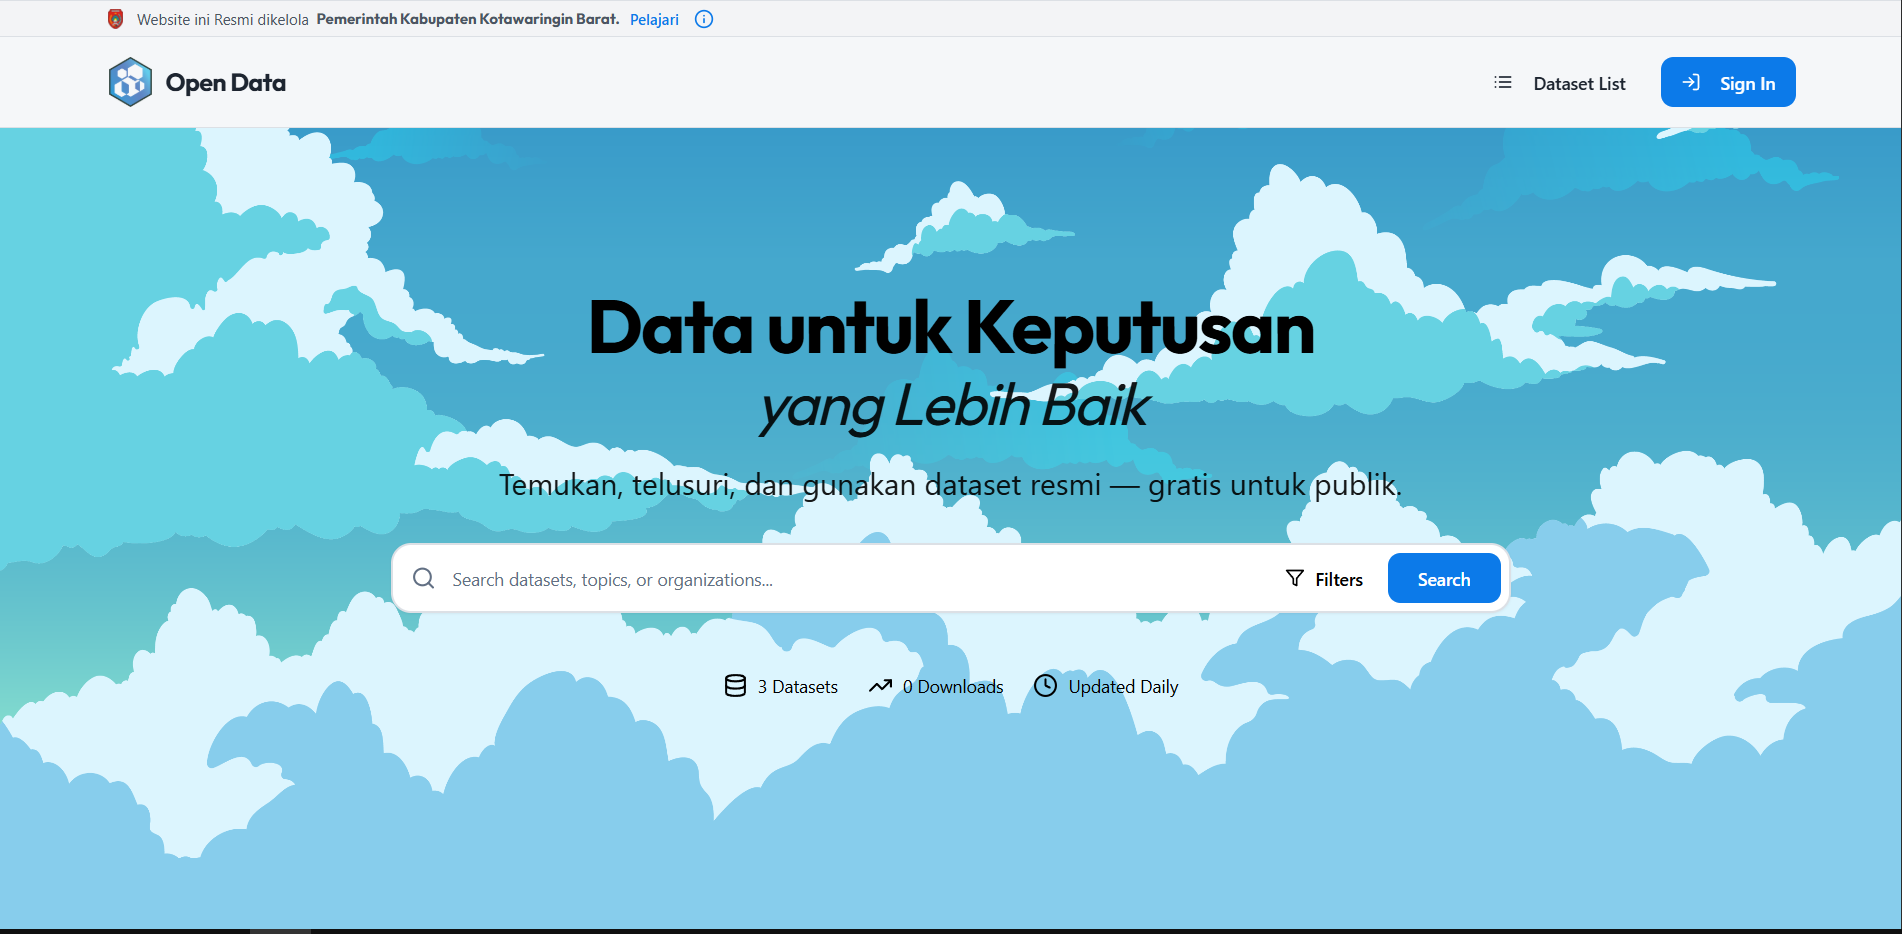 Website ini Resmi dikelola Pemerintah Kabupaten Kotawaringin Barat. Pelajari
Open Data
Dataset List
Sign In
Data untuk Keputusan
yang Lebih Baik
Temukan, telusuri, dan gunakan dataset resmi — gratis untuk publik.
Search datasets, topics, or organizations...
Filters
Search
3 Datasets
0 Downloads
Updated Daily